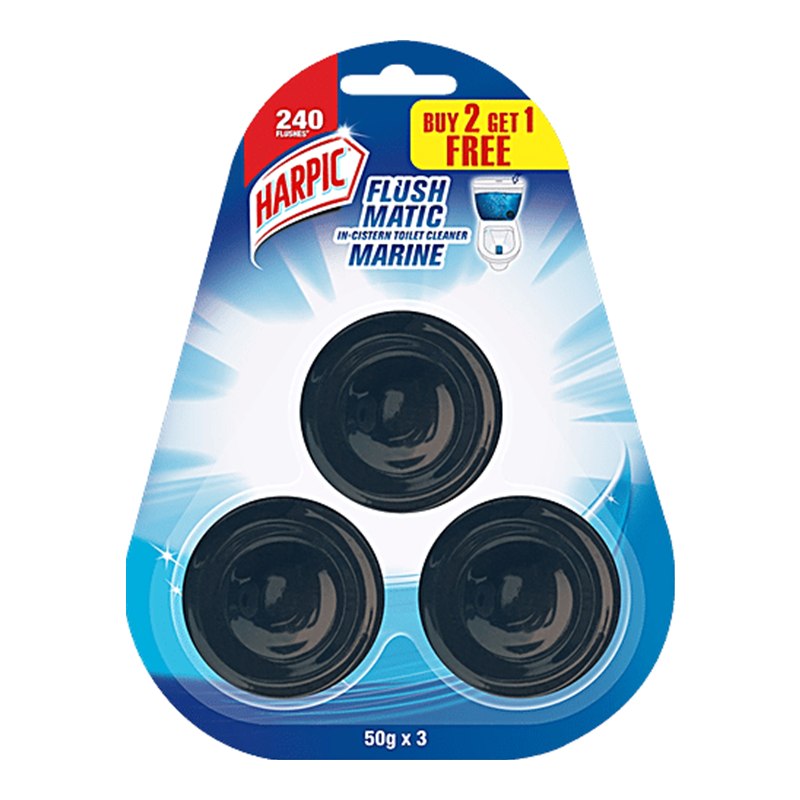 240
FLUSHES*
HARPIC
BUY 2 GET 1
FREE
FLUSH
MATIC
IN-CISTERN TOILET CLEANER
MARINE
50g x 3